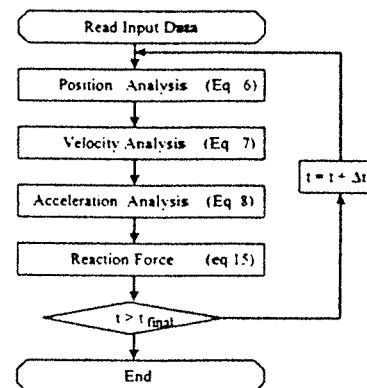 Read Input Data
Position Analysis (Eq 6)
Velocity Analysis (Eq 7)
t = t + Δt
Acceleration Analysis (Eq 8)
Reaction Force (eq 15)
t > t final
End